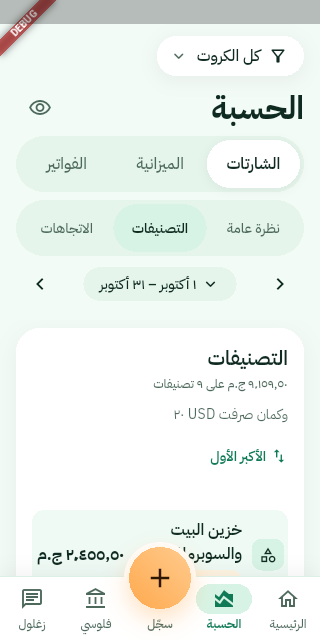 DEBUG
كل الكروت
الحسبة
الشارتات
الميزانية
الفواتير
نظرة عامة
التصنيفات
الاتجاهات
١ أكتوبر – ٣١ أكتوبر
التصنيفات
٩,١٥٩,٥٠ ج.م على ٩ تصنيفات
وكمان صرفت USD ٢٠
الأكبر الأول
خزين البيت
٢,٤٥٥,٥٠ ج.م
الرئيسية
الحسبة
سجّل
فلوسي
زغلول